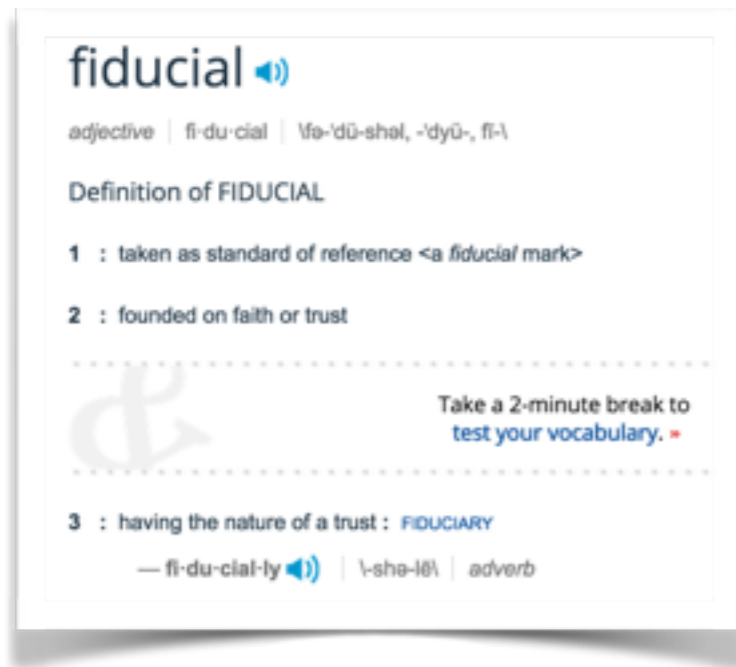 fiducial
adjective | fi·du·cial | \fə-ˈdü-shəl, -ˈdyü-, fī-\
Definition of FIDUCIAL
1 : taken as standard of reference <a fiducial mark>
2 : founded on faith or trust
&
Take a 2-minute break to
test your vocabulary. »
3 : having the nature of a trust : FIDUCIARY
— fi·du·cial·ly | \-shə-lē\ | adverb